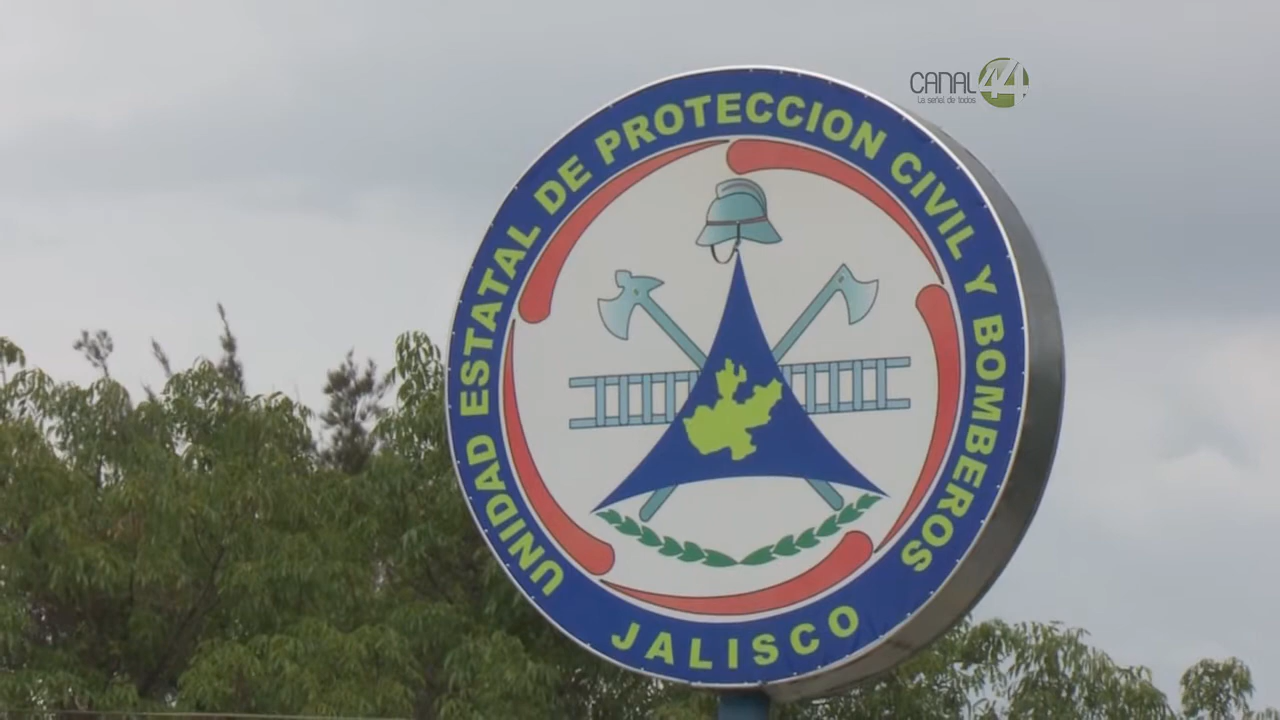 CANAL 44
La señal de todos
UNIDAD ESTATAL DE PROTECCION CIVIL Y BOMBEROS
JALISCO